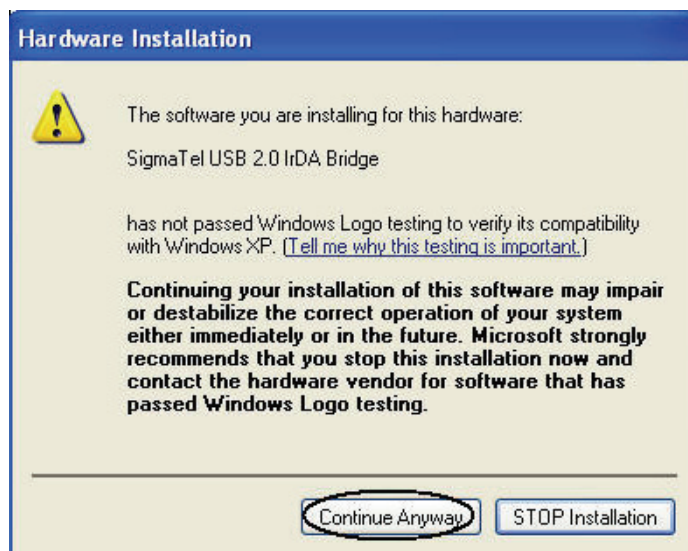 Hardware Installation
The software you are installing for this hardware:
SigmaTel USB 2.0 IrDA Bridge
has not passed Windows Logo testing to verify its compatibility
with Windows XP. (Tell me why this testing is important.)
Continuing your installation of this software may impair
or destabilize the correct operation of your system
either immediately or in the future. Microsoft strongly
recommends that you stop this installation now and
contact the hardware vendor for software that has
passed Windows Logo testing.
Continue Anyway STOP Installation